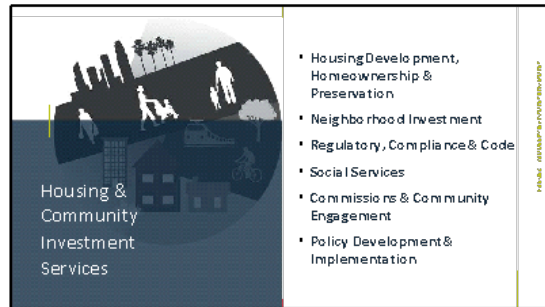 Housing &
Community
Investment
Services
▪ Housing Development,
Homeownership &
Preservation
▪ Neighborhood Investment
▪ Regulatory, Compliance & Code
▪ Social Services
▪ Commissions & Community
Engagement
▪ Policy Development &
Implementation